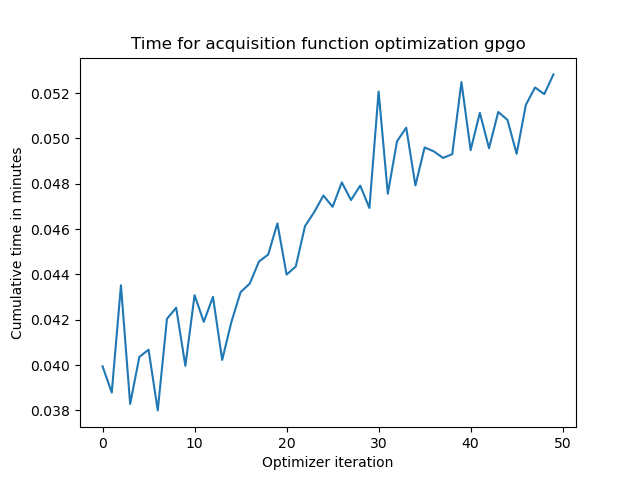 Time for acquisition function optimization gpgo
Cumulative time in minutes
0.052
0.050
0.048
0.046
0.044
0.042
0.040
0.038
0 10 20 30 40 50
Optimizer iteration